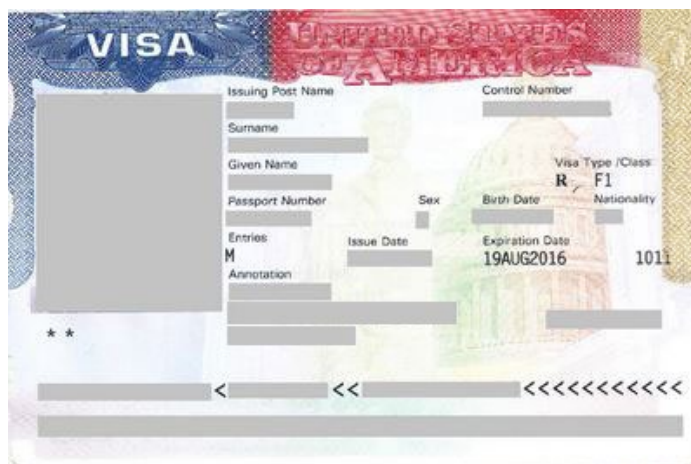 VISA UNITED STATES OF AMERICA
Issuing Post Name Control Number
Surname
Given Name Visa Type /Class
R F1
Passport Number Sex Birth Date Nationality
Entries Issue Date Expiration Date
M 19AUG2016
Annotation
* *
< << <<<<<<<<<<<